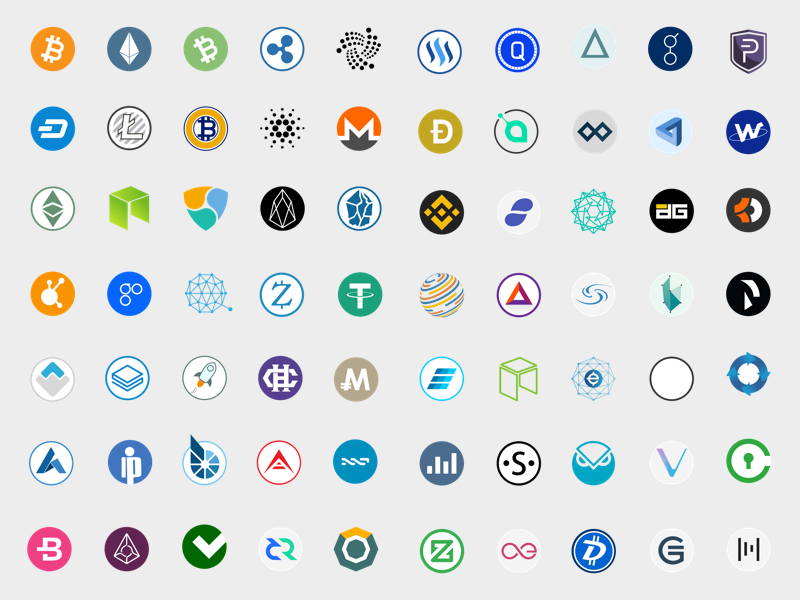 ₿ ₿ Q P
Ł ₿ Ð W
dG
Z T
M e
·S·
B Z G